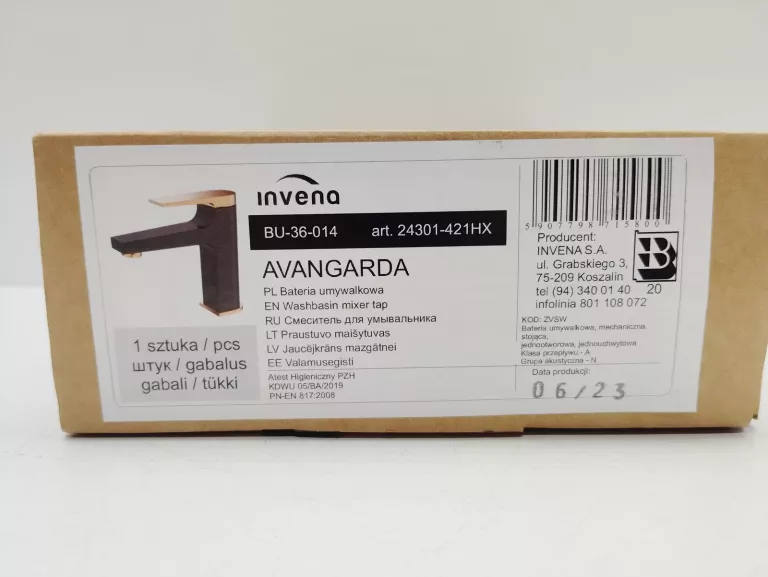 invena
BU-36-014 art. 24301-421HX
AVANGARDA
PL Bateria umywalkowa
EN Washbasin mixer tap
RU Смеситель для умывальника
LT Praustuvo maišytuvas
LV Jaucējkrāns mazgātnei
EE Valamusegisti
Atest Higieniczny PZH
KDWU 05/BA/2019
PN-EN 817:2008
1 sztuka / pcs
штук / gabalus
gabali / tükki
5 907798 715800
Producent:
INVENA S.A.
ul. Grabskiego 3,
75-209 Koszalin
tel (94) 340 01 40
infolinia 801 108 072
B
20
KOD: ZVSW
Bateria umywalkowa, mechaniczna,
stojąca,
jednootworowa, jednouchwytowa
Klasa przepływu - A
Grupa akustyczna - N
Data produkcji:
06/23